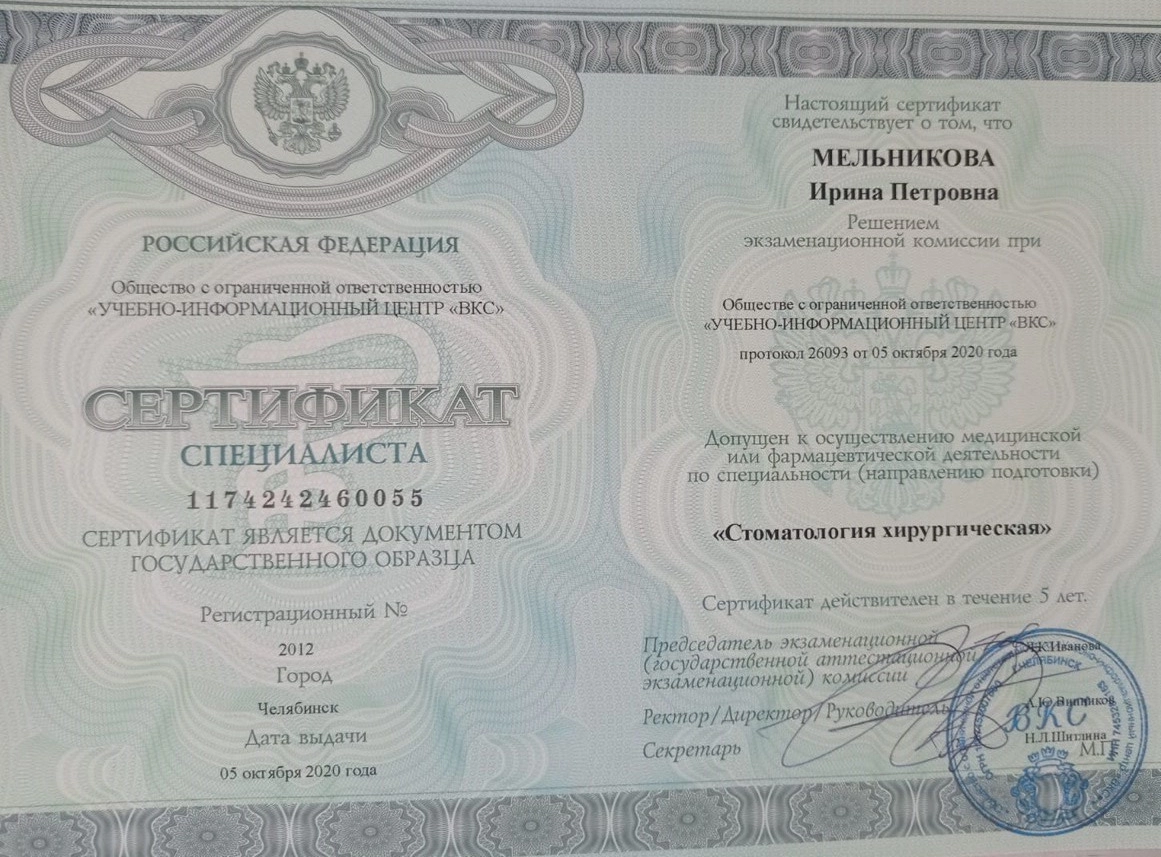 РОССИЙСКАЯ ФЕДЕРАЦИЯ
Общество с ограниченной ответственностью
«УЧЕБНО-ИНФОРМАЦИОННЫЙ ЦЕНТР «ВКС»
СЕРТИФИКАТ
СПЕЦИАЛИСТА
1174242460055
СЕРТИФИКАТ ЯВЛЯЕТСЯ ДОКУМЕНТОМ
ГОСУДАРСТВЕННОГО ОБРАЗЦА
Регистрационный №
2012
Город
Челябинск
Дата выдачи
05 октября 2020 года
Настоящий сертификат
свидетельствует о том, что
МЕЛЬНИКОВА
Ирина Петровна
Решением
экзаменационной комиссии при
Обществе с ограниченной ответственностью
«УЧЕБНО-ИНФОРМАЦИОННЫЙ ЦЕНТР «ВКС»
протокол 26093 от 05 октября 2020 года
Допущен к осуществлению медицинской
или фармацевтической деятельности
по специальности (направлению подготовки)
«Стоматология хирургическая»
Сертификат действителен в течение 5 лет.
Председатель экзаменационной
(государственной аттестационной
экзаменационной) комиссии
Иванова
Ректор/Директор/Руководитель
Секретарь
Н.Л.Шитлина
М.П.
ЧЕЛЯБИНСК
ВКС